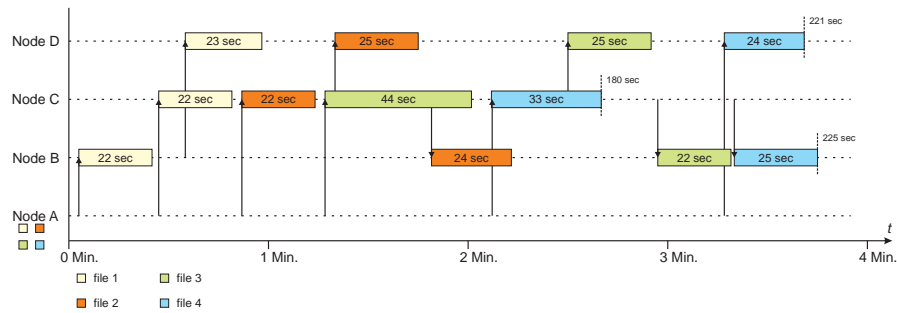 221 sec
Node D
23 sec
25 sec
25 sec
24 sec
180 sec
Node C
22 sec
22 sec
44 sec
33 sec
225 sec
Node B
22 sec
24 sec
22 sec
25 sec
Node A
t
0 Min.
1 Min.
2 Min.
3 Min.
4 Min.
file 1
file 3
file 2
file 4